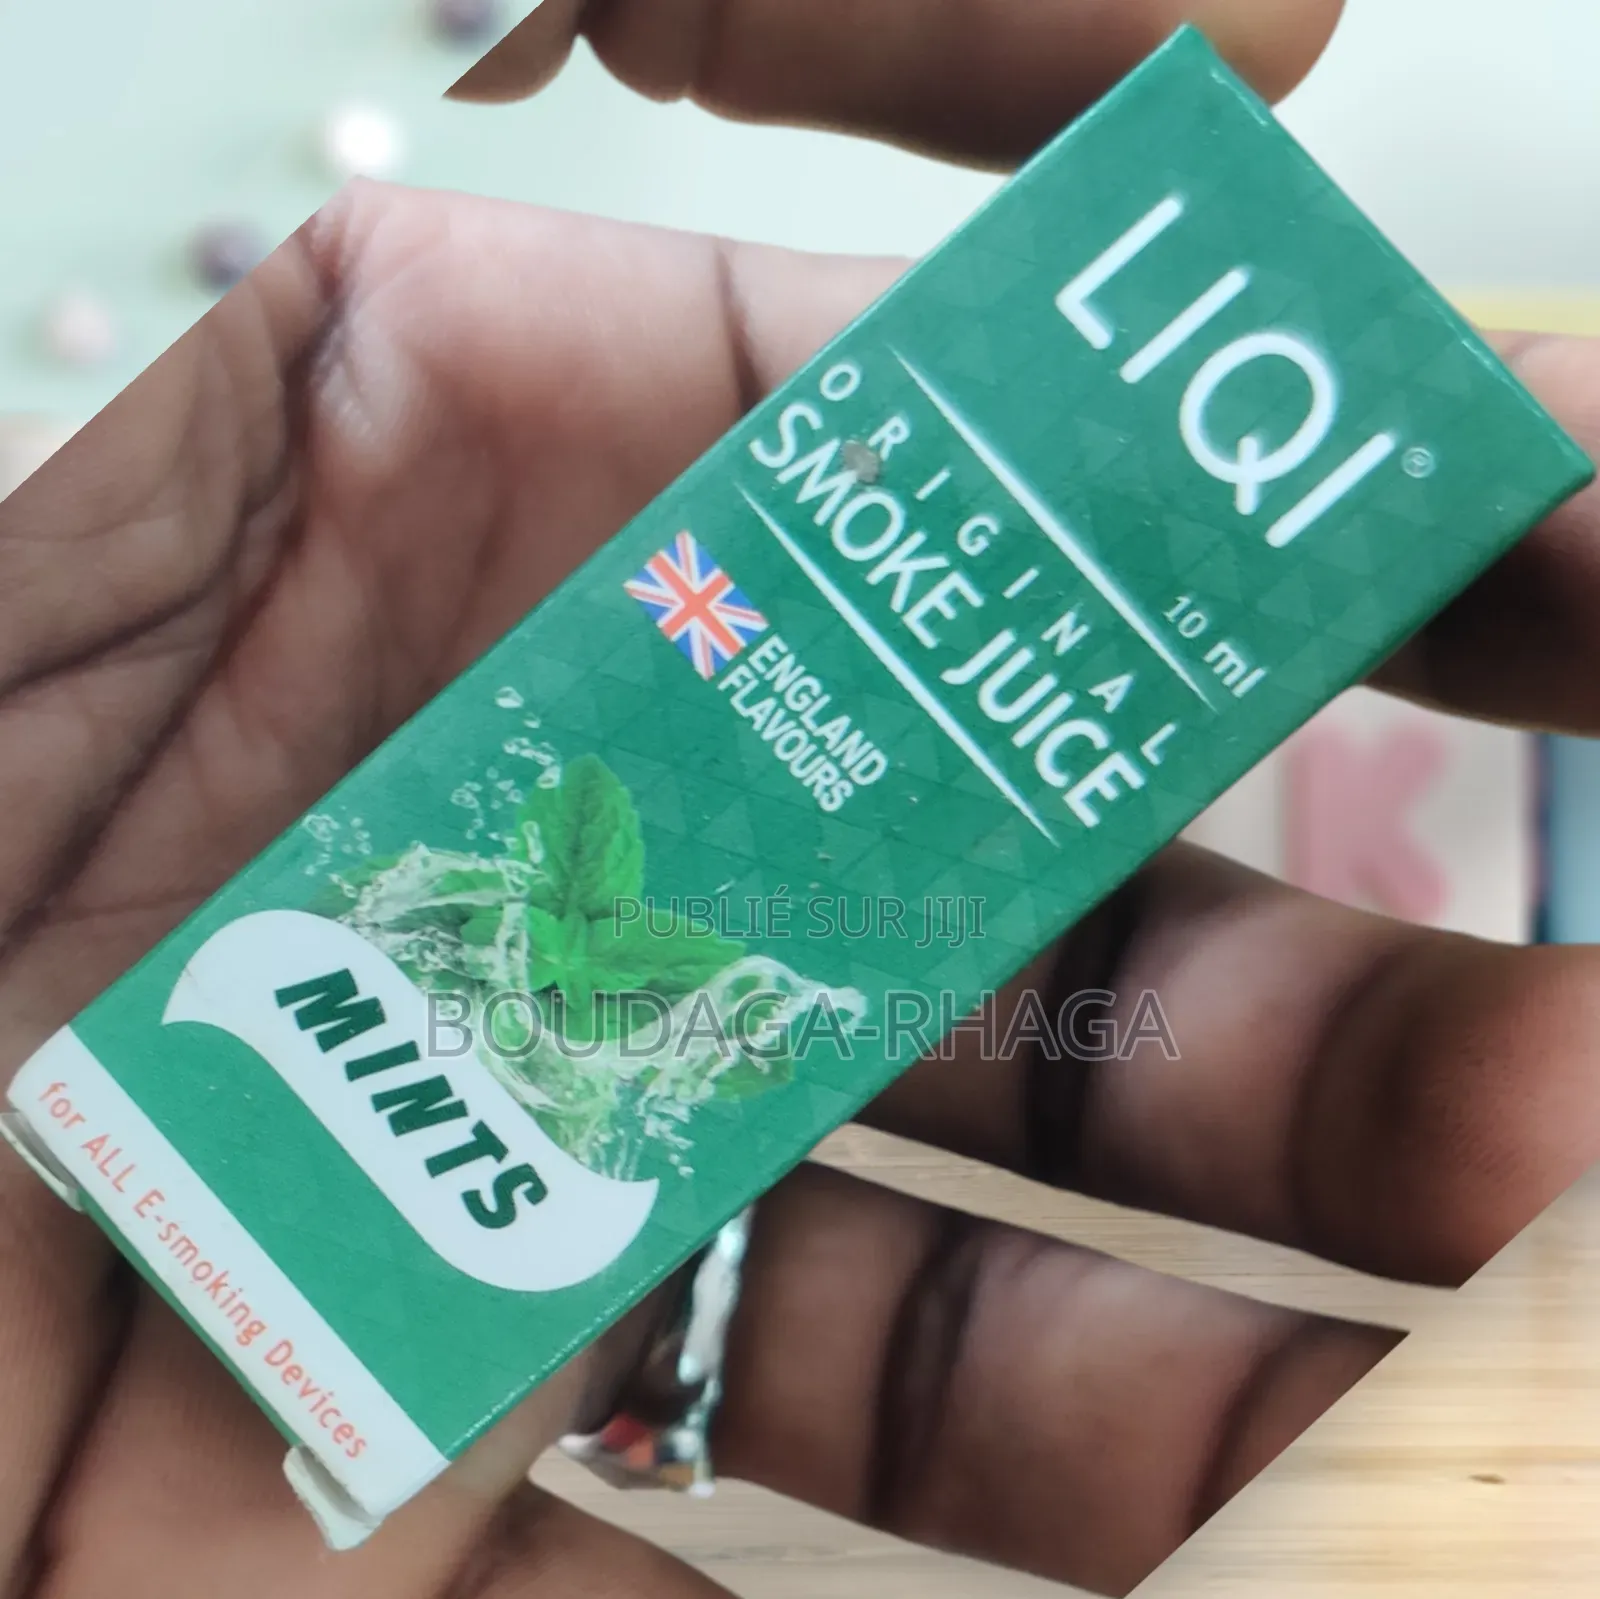 LIQI®
10 ml
ORIGINAL
SMOKE JUICE
ENGLAND
FLAVOURS
PUBLIÉ SUR JIJI
BOUDAGA-RHAGA
MINTS
for ALL E-smoking Devices